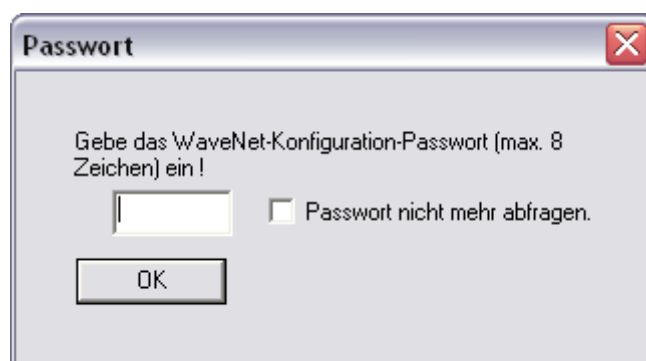 Passwort
Gebe das WaveNet-Konfiguration-Passwort (max. 8
Zeichen) ein !
Passwort nicht mehr abfragen.
OK